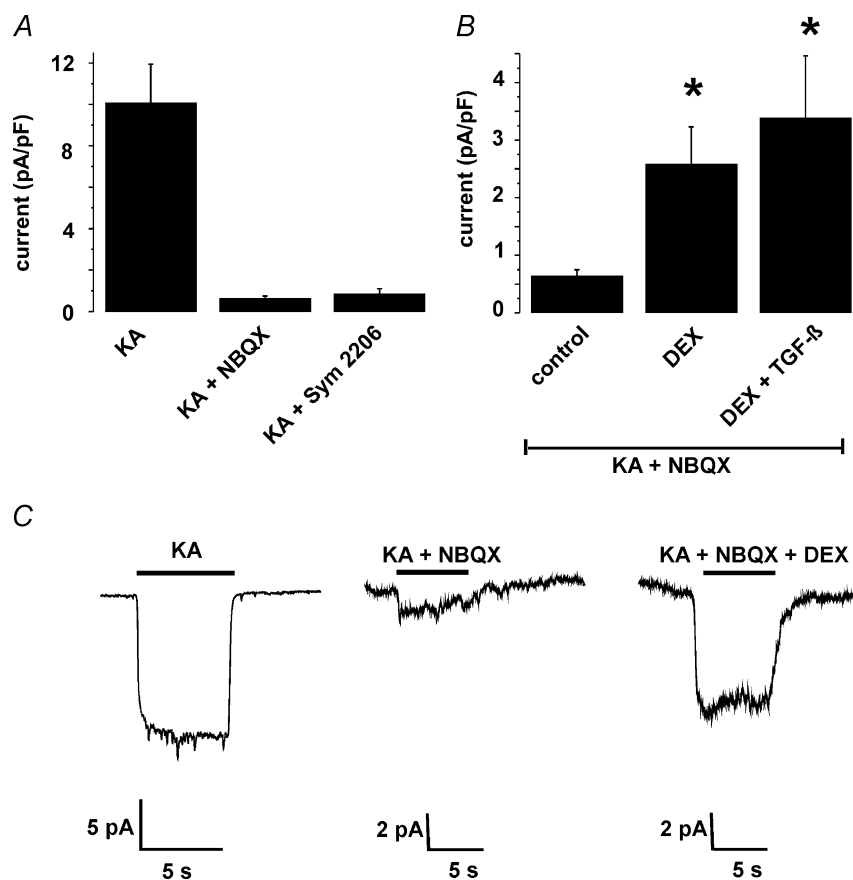 A
current (pA/pF)
12
8
4
0
KA
KA + NBQX
KA + Sym 2206
B
current (pA/pF)
4
3
2
1
0
*
*
control
DEX
DEX + TGF-ß
KA + NBQX
C
KA
KA + NBQX
KA + NBQX + DEX
5 pA
5 s
2 pA
5 s
2 pA
5 s